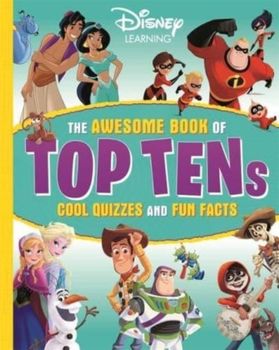 Disney
LEARNING
THE AWESOME BOOK OF
TOP TENs
COOL QUIZZES AND FUN FACTS